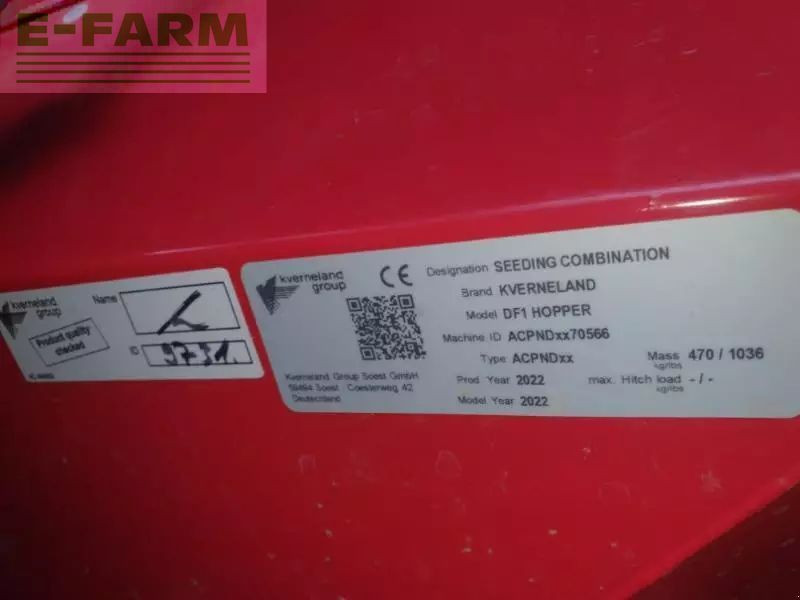 E-FARM
kverneland
group
Product quality
checked
Name
ID 9731.
kverneland
group
CE
Kverneland Group Soest GmbH
59494 Soest Coesterweg 42
Deutschland
Designation SEEDING COMBINATION
Brand KVERNELAND
Model DF1 HOPPER
Machine ID ACPNDxx70566
Type ACPNDxx
Mass 470 / 1036
kg/lbs
Prod Year 2022
max. Hitch load - / -
kg/lbs
Model Year 2022